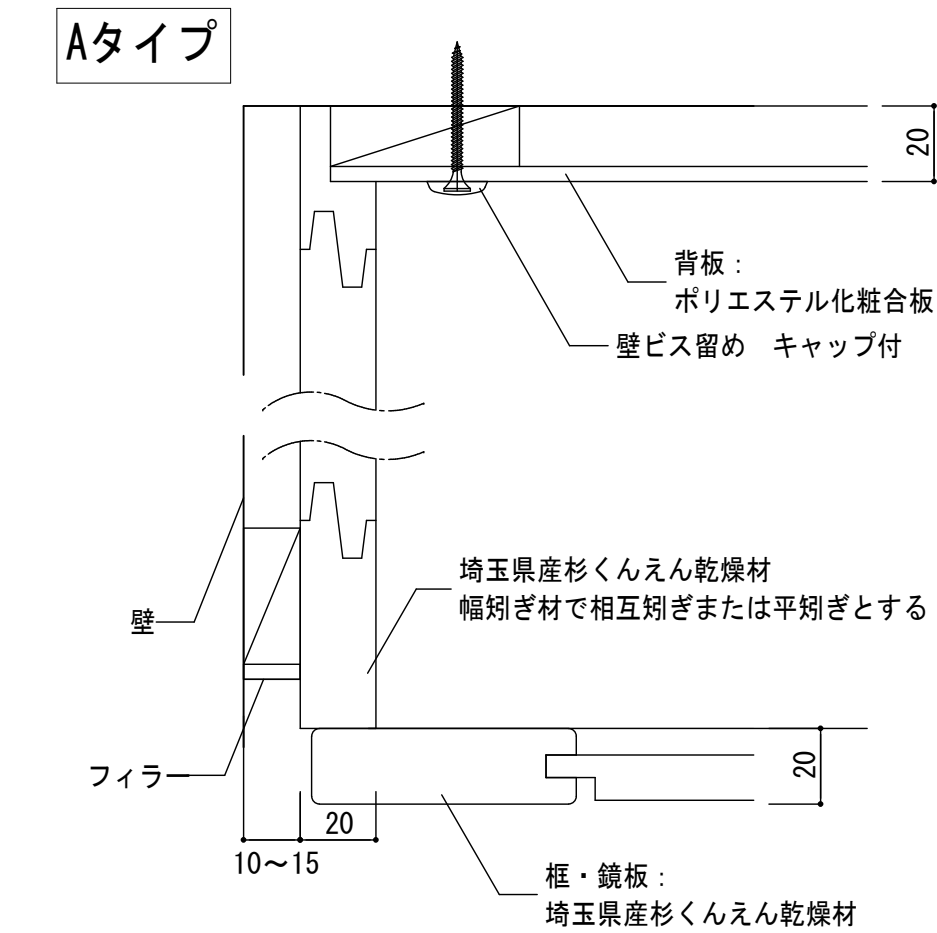 Aタイプ
20
背板：
ポリエステル化粧合板
壁ビス留め　キャップ付
埼玉県産杉くんえん乾燥材
幅矧ぎ材で相互矧ぎまたは平矧ぎとする
壁
フィラー
20
20
10〜15
框・鏡板：
埼玉県産杉くんえん乾燥材